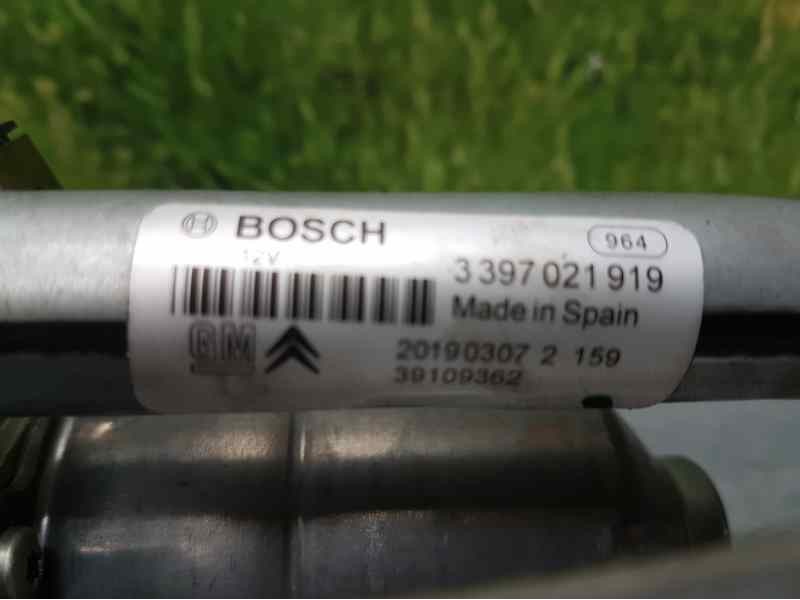 BOSCH 964
12V
3 397 021 919
Made in Spain
GM
20190307 2 159
39109362